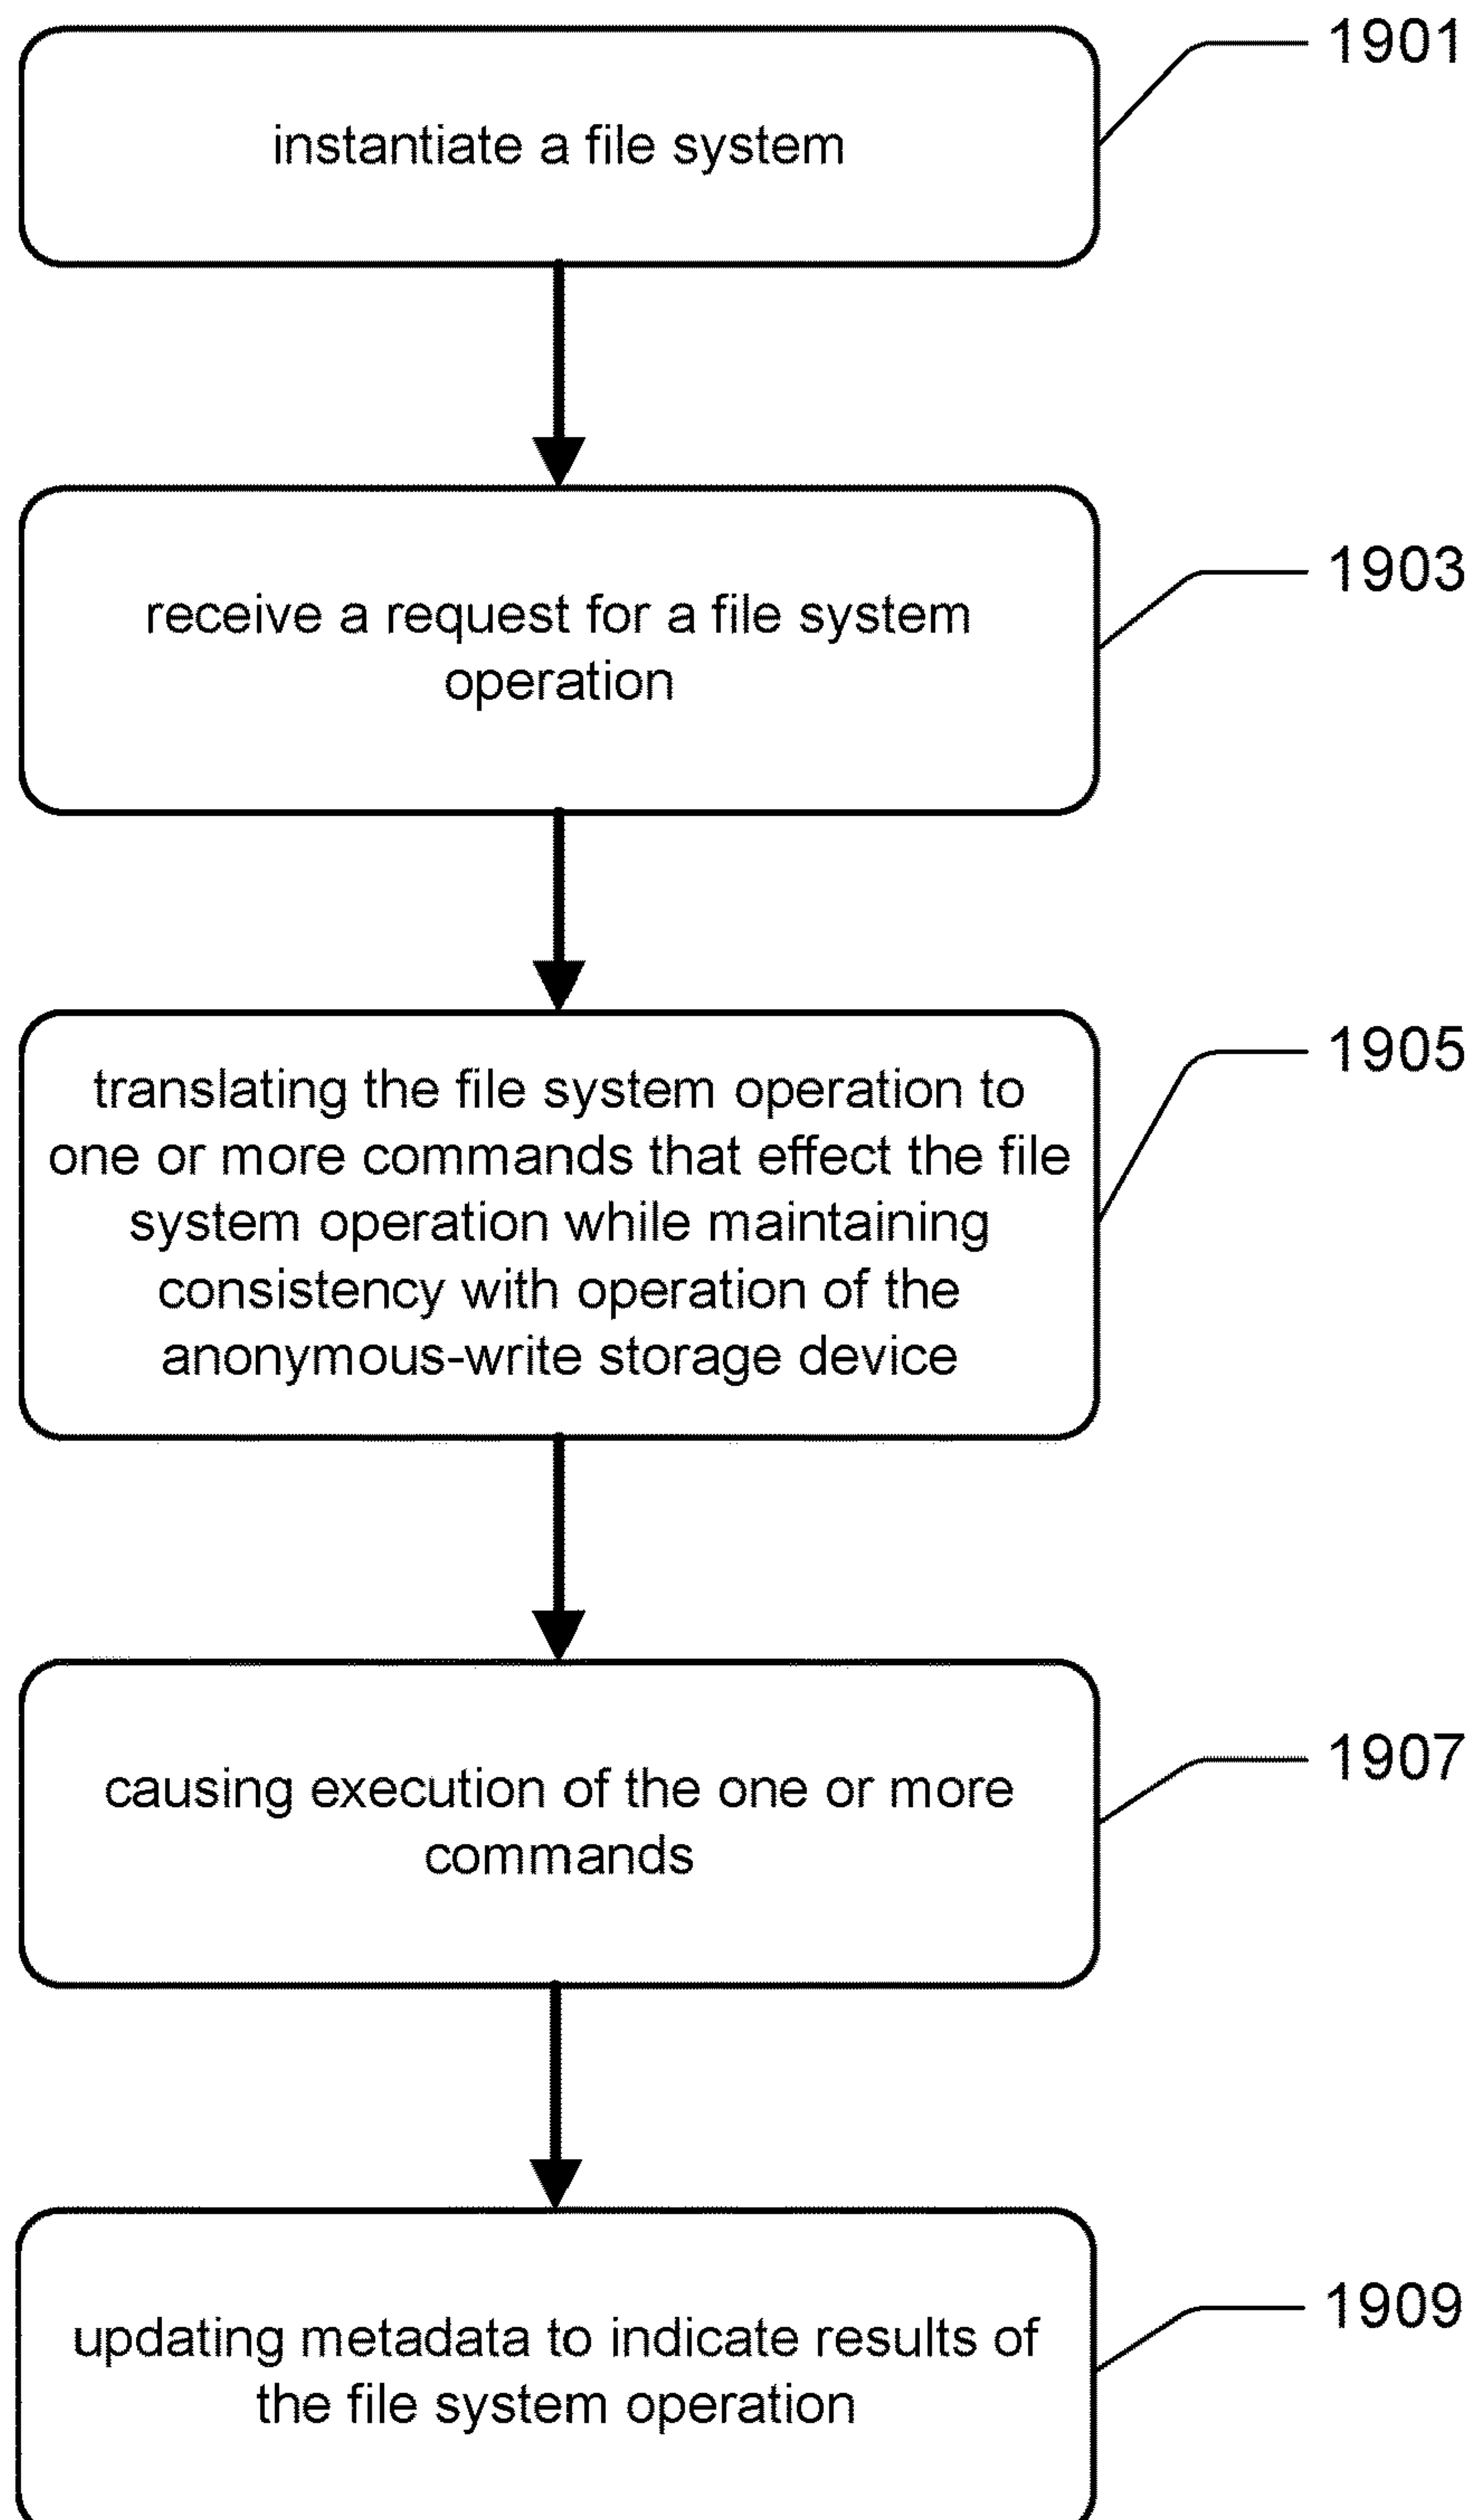 1901
instantiate a file system
1903
receive a request for a file system
operation
1905
translating the file system operation to
one or more commands that effect the file
system operation while maintaining
consistency with operation of the
anonymous-write storage device
1907
causing execution of the one or more
commands
1909
updating metadata to indicate results of
the file system operation